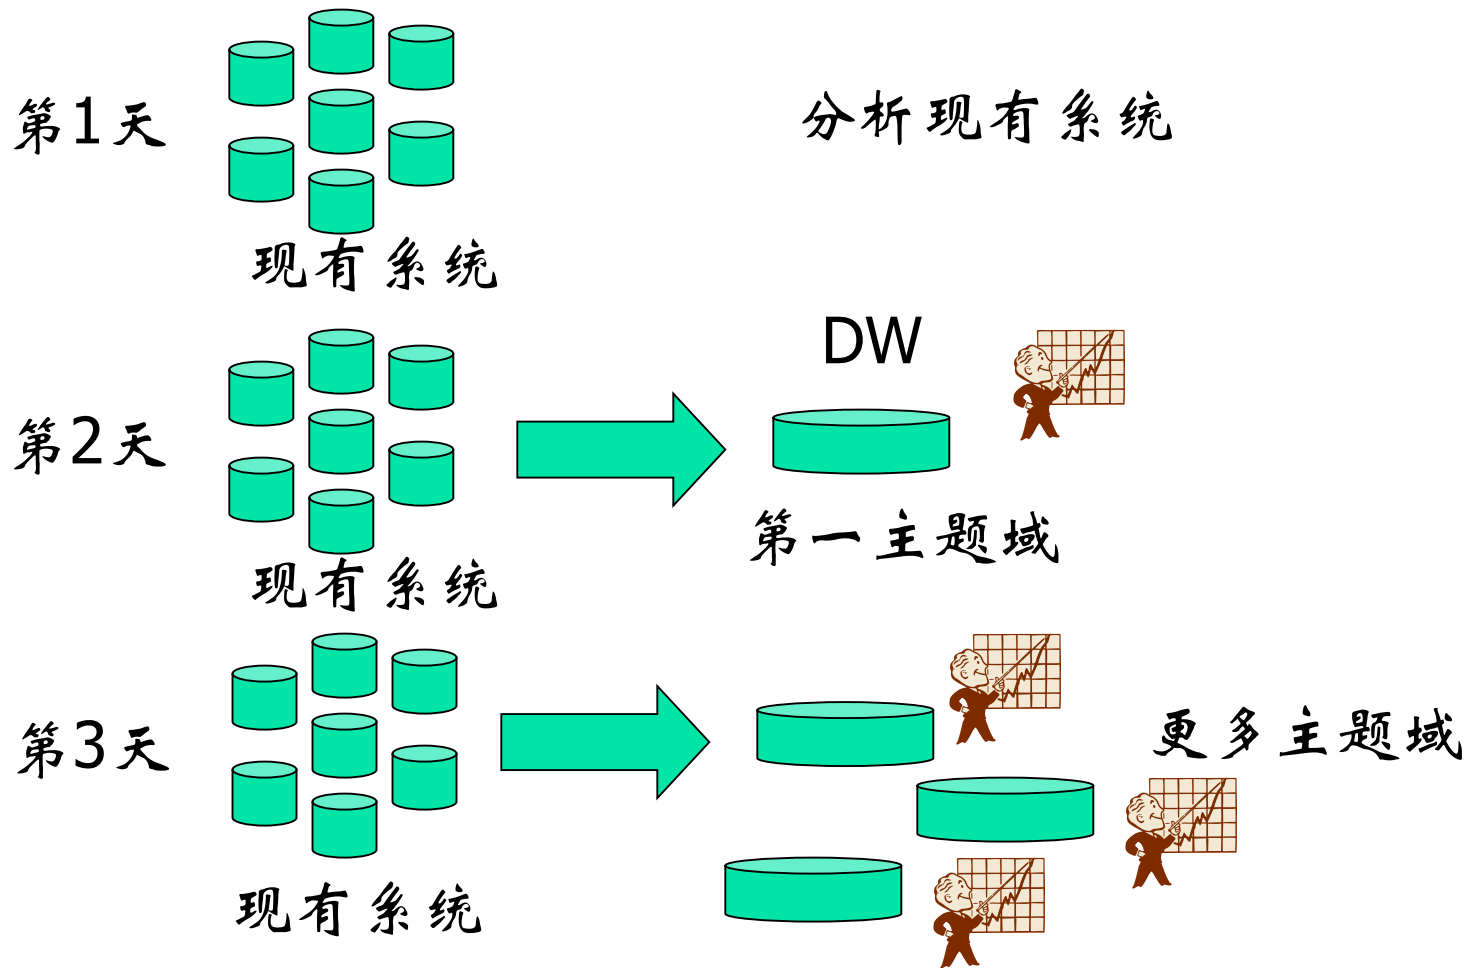 第1天
分析现有系统
现有系统
DW
第2天
第一主题域
现有系统
第3天
更多主题域
现有系统